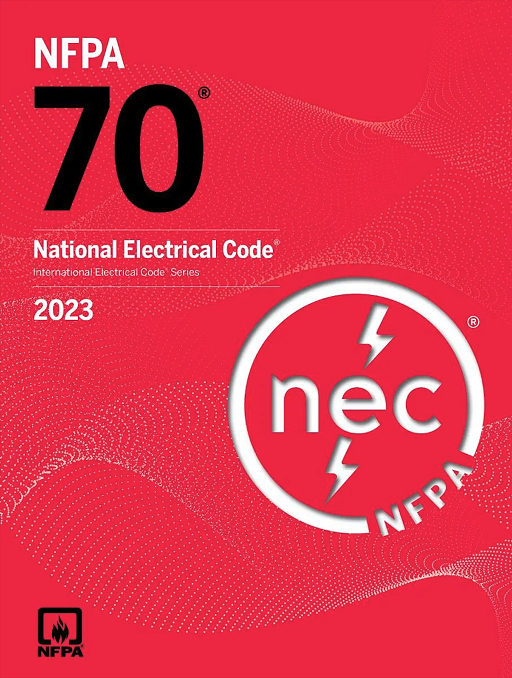 NFPA
70®
National Electrical Code®
International Electrical Code® Series
2023
nec
®
NFPA
NFPA